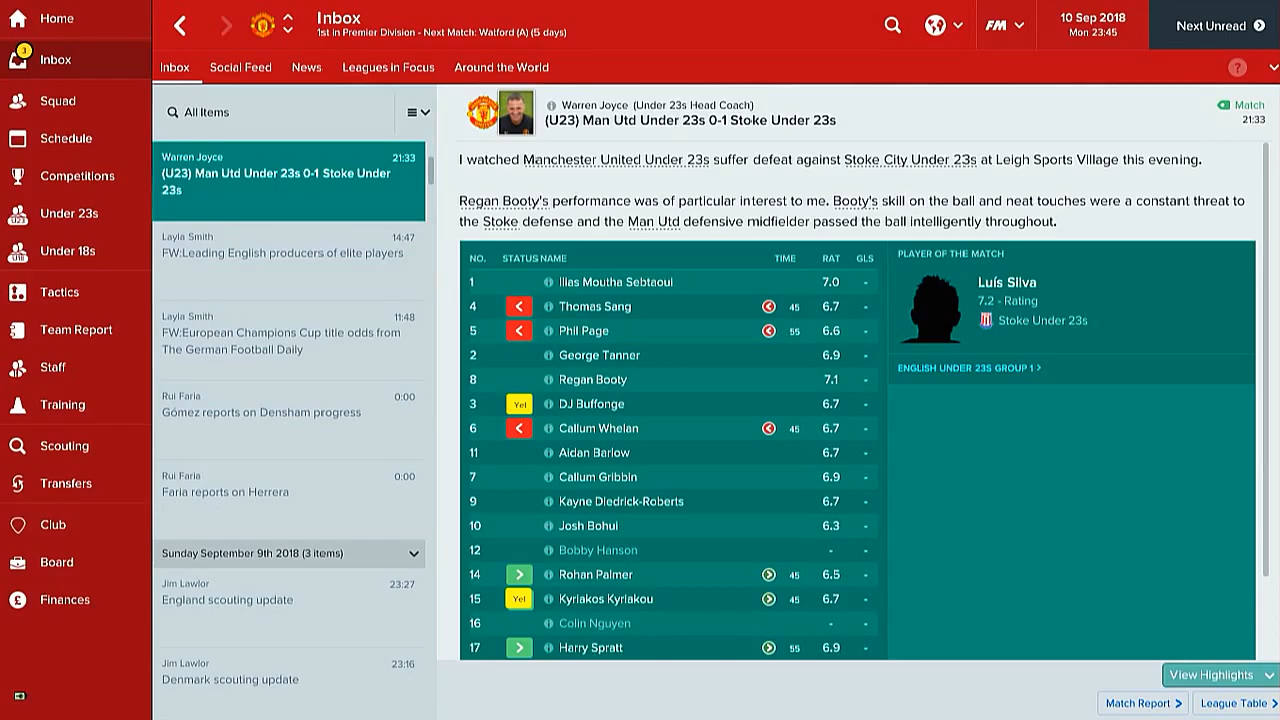 Home
3
Inbox
Squad
Schedule
Competitions
U23
Under 23s
U18
Under 18s
Tactics
Team Report
Staff
Training
Scouting
Transfers
Club
Board
Finances
Inbox
1st in Premier Division - Next Match: Watford (A) (5 days)
FM
10 Sep 2018
Mon 23:45
Next Unread
Inbox
Social Feed
News
Leagues in Focus
Around the World
?
All Items
Warren Joyce 21:33
(U23) Man Utd Under 23s 0-1 Stoke Under
23s
Layla Smith 14:47
FW:Leading English producers of elite players
Layla Smith 11:48
FW:European Champions Cup title odds from
The German Football Daily
Rui Faria 0:00
Gómez reports on Densham progress
Rui Faria 0:00
Faria reports on Herrera
Sunday September 9th 2018 (3 items)
Jim Lawlor 23:27
England scouting update
Jim Lawlor 23:16
Denmark scouting update
Warren Joyce (Under 23s Head Coach)
(U23) Man Utd Under 23s 0-1 Stoke Under 23s
Match
21:33
I watched Manchester United Under 23s suffer defeat against Stoke City Under 23s at Leigh Sports Village this evening.
Regan Booty's performance was of particular interest to me. Booty's skill on the ball and neat touches were a constant threat to
the Stoke defense and the Man Utd defensive midfielder passed the ball intelligently throughout.
NO. STATUS NAME TIME RAT GLS
1 Ilias Moutha Sebtaoui 7.0 -
4 Thomas Sang 45 6.7 -
5 Phil Page 55 6.6 -
2 George Tanner 6.9 -
8 Regan Booty 7.1 -
3 Yel DJ Buffonge 6.7 -
6 Callum Whelan 45 6.7 -
11 Aidan Barlow 6.7 -
7 Callum Gribbin 6.9 -
9 Kayne Diedrick-Roberts 6.7 -
10 Josh Bohui 6.3 -
12 Bobby Hanson - -
14 Rohan Palmer 45 6.5 -
15 Yel Kyriakos Kyriakou 45 6.7 -
16 Colin Nguyen - -
17 Harry Spratt 55 6.9 -
PLAYER OF THE MATCH
Luís Silva
7.2 - Rating
Stoke Under 23s
ENGLISH UNDER 23S GROUP 1 >
View Highlights
Match Report >
League Table >